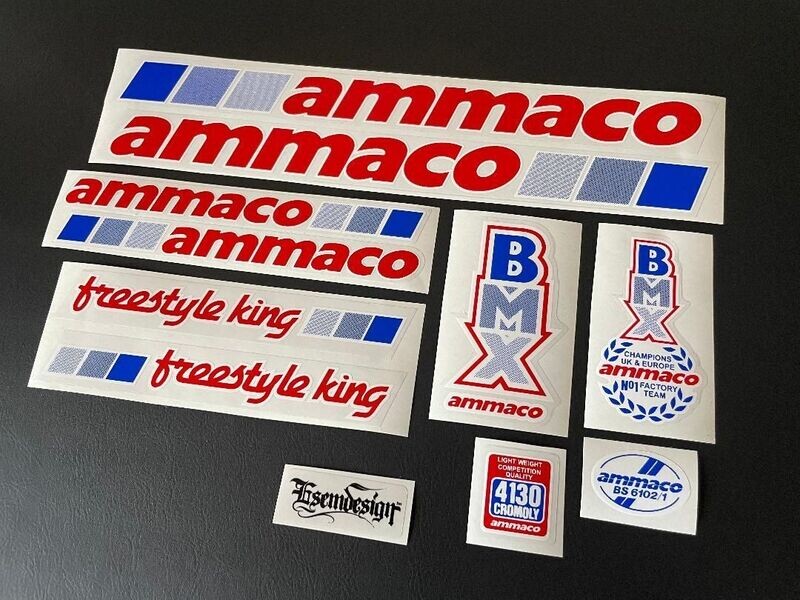 ammaco
ammaco
ammaco
ammaco
freestyle king
freestyle king
BMX
ammaco
BMX
CHAMPIONS
UK & EUROPE
ammaco
NO1 FACTORY
TEAM
Esemdesign
LIGHT WEIGHT
COMPETITION
QUALITY
4130
CROMOLY
ammaco
ammaco
BS 6102/1